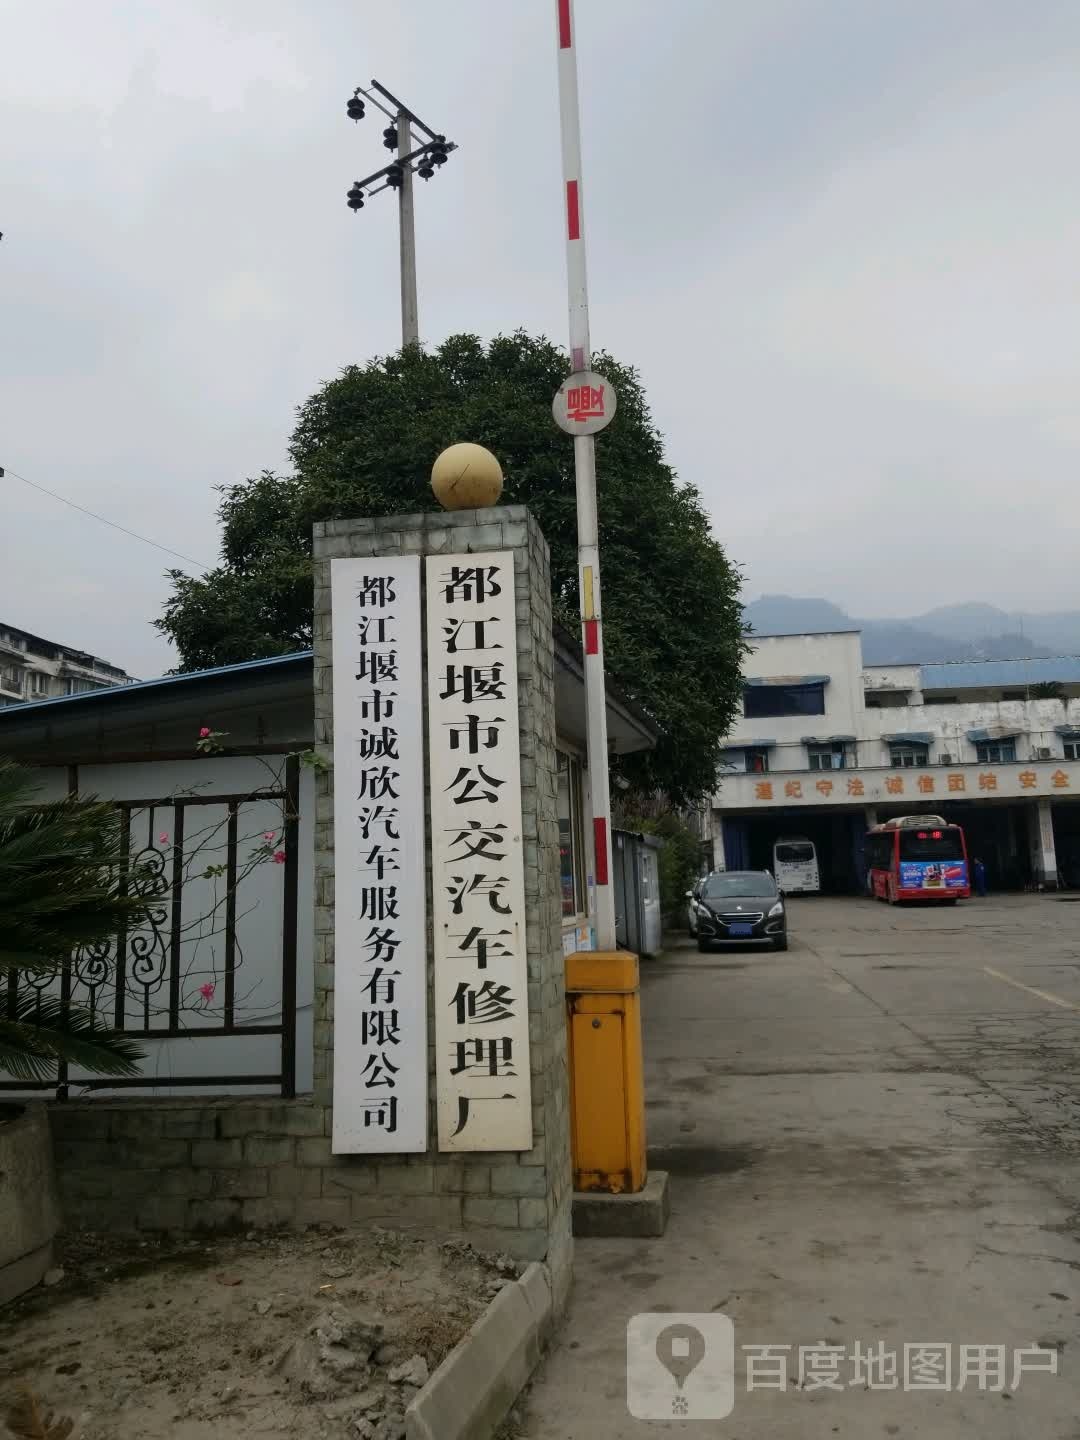 慢
都江堰市诚欣汽车服务有限公司
都江堰市公交汽车修理厂
遵纪守法 诚信团结 安全
百度地图用户